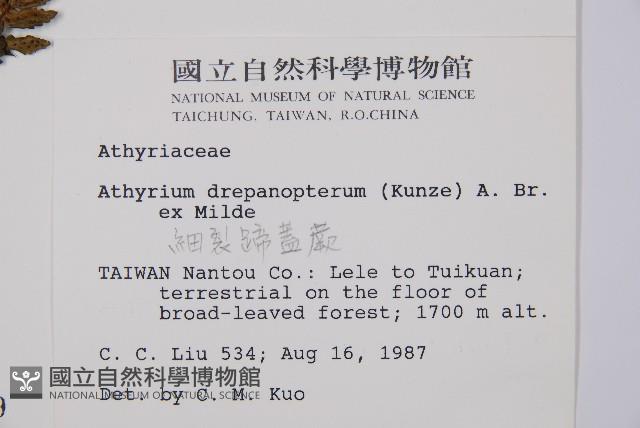 國立自然科學博物館
NATIONAL MUSEUM OF NATURAL SCIENCE
TAICHUNG, TAIWAN, R.O.CHINA
Athyriaceae
Athyrium drepanopterum (Kunze) A. Br.
ex Milde
細裂蹄蓋蕨
TAIWAN Nantou Co.: Lele to Tuikuan;
terrestrial on the floor of
broad-leaved forest; 1700 m alt.
C. C. Liu 534; Aug 16, 1987
國立自然科學博物館
NATIONAL MUSEUM OF NATURAL SCIENCE
Det. by C. M. Kuo